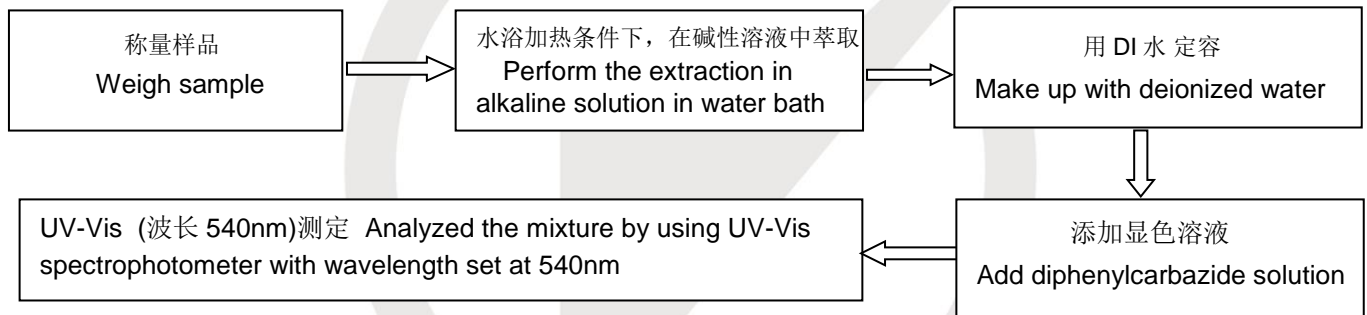 称量样品
Weigh sample
水浴加热条件下，在碱性溶液中萃取
Perform the extraction in
alkaline solution in water bath
用 DI 水 定容
Make up with deionized water
添加显色溶液
Add diphenylcarbazide solution
UV-Vis (波长 540nm)测定 Analyzed the mixture by using UV-Vis
spectrophotometer with wavelength set at 540nm